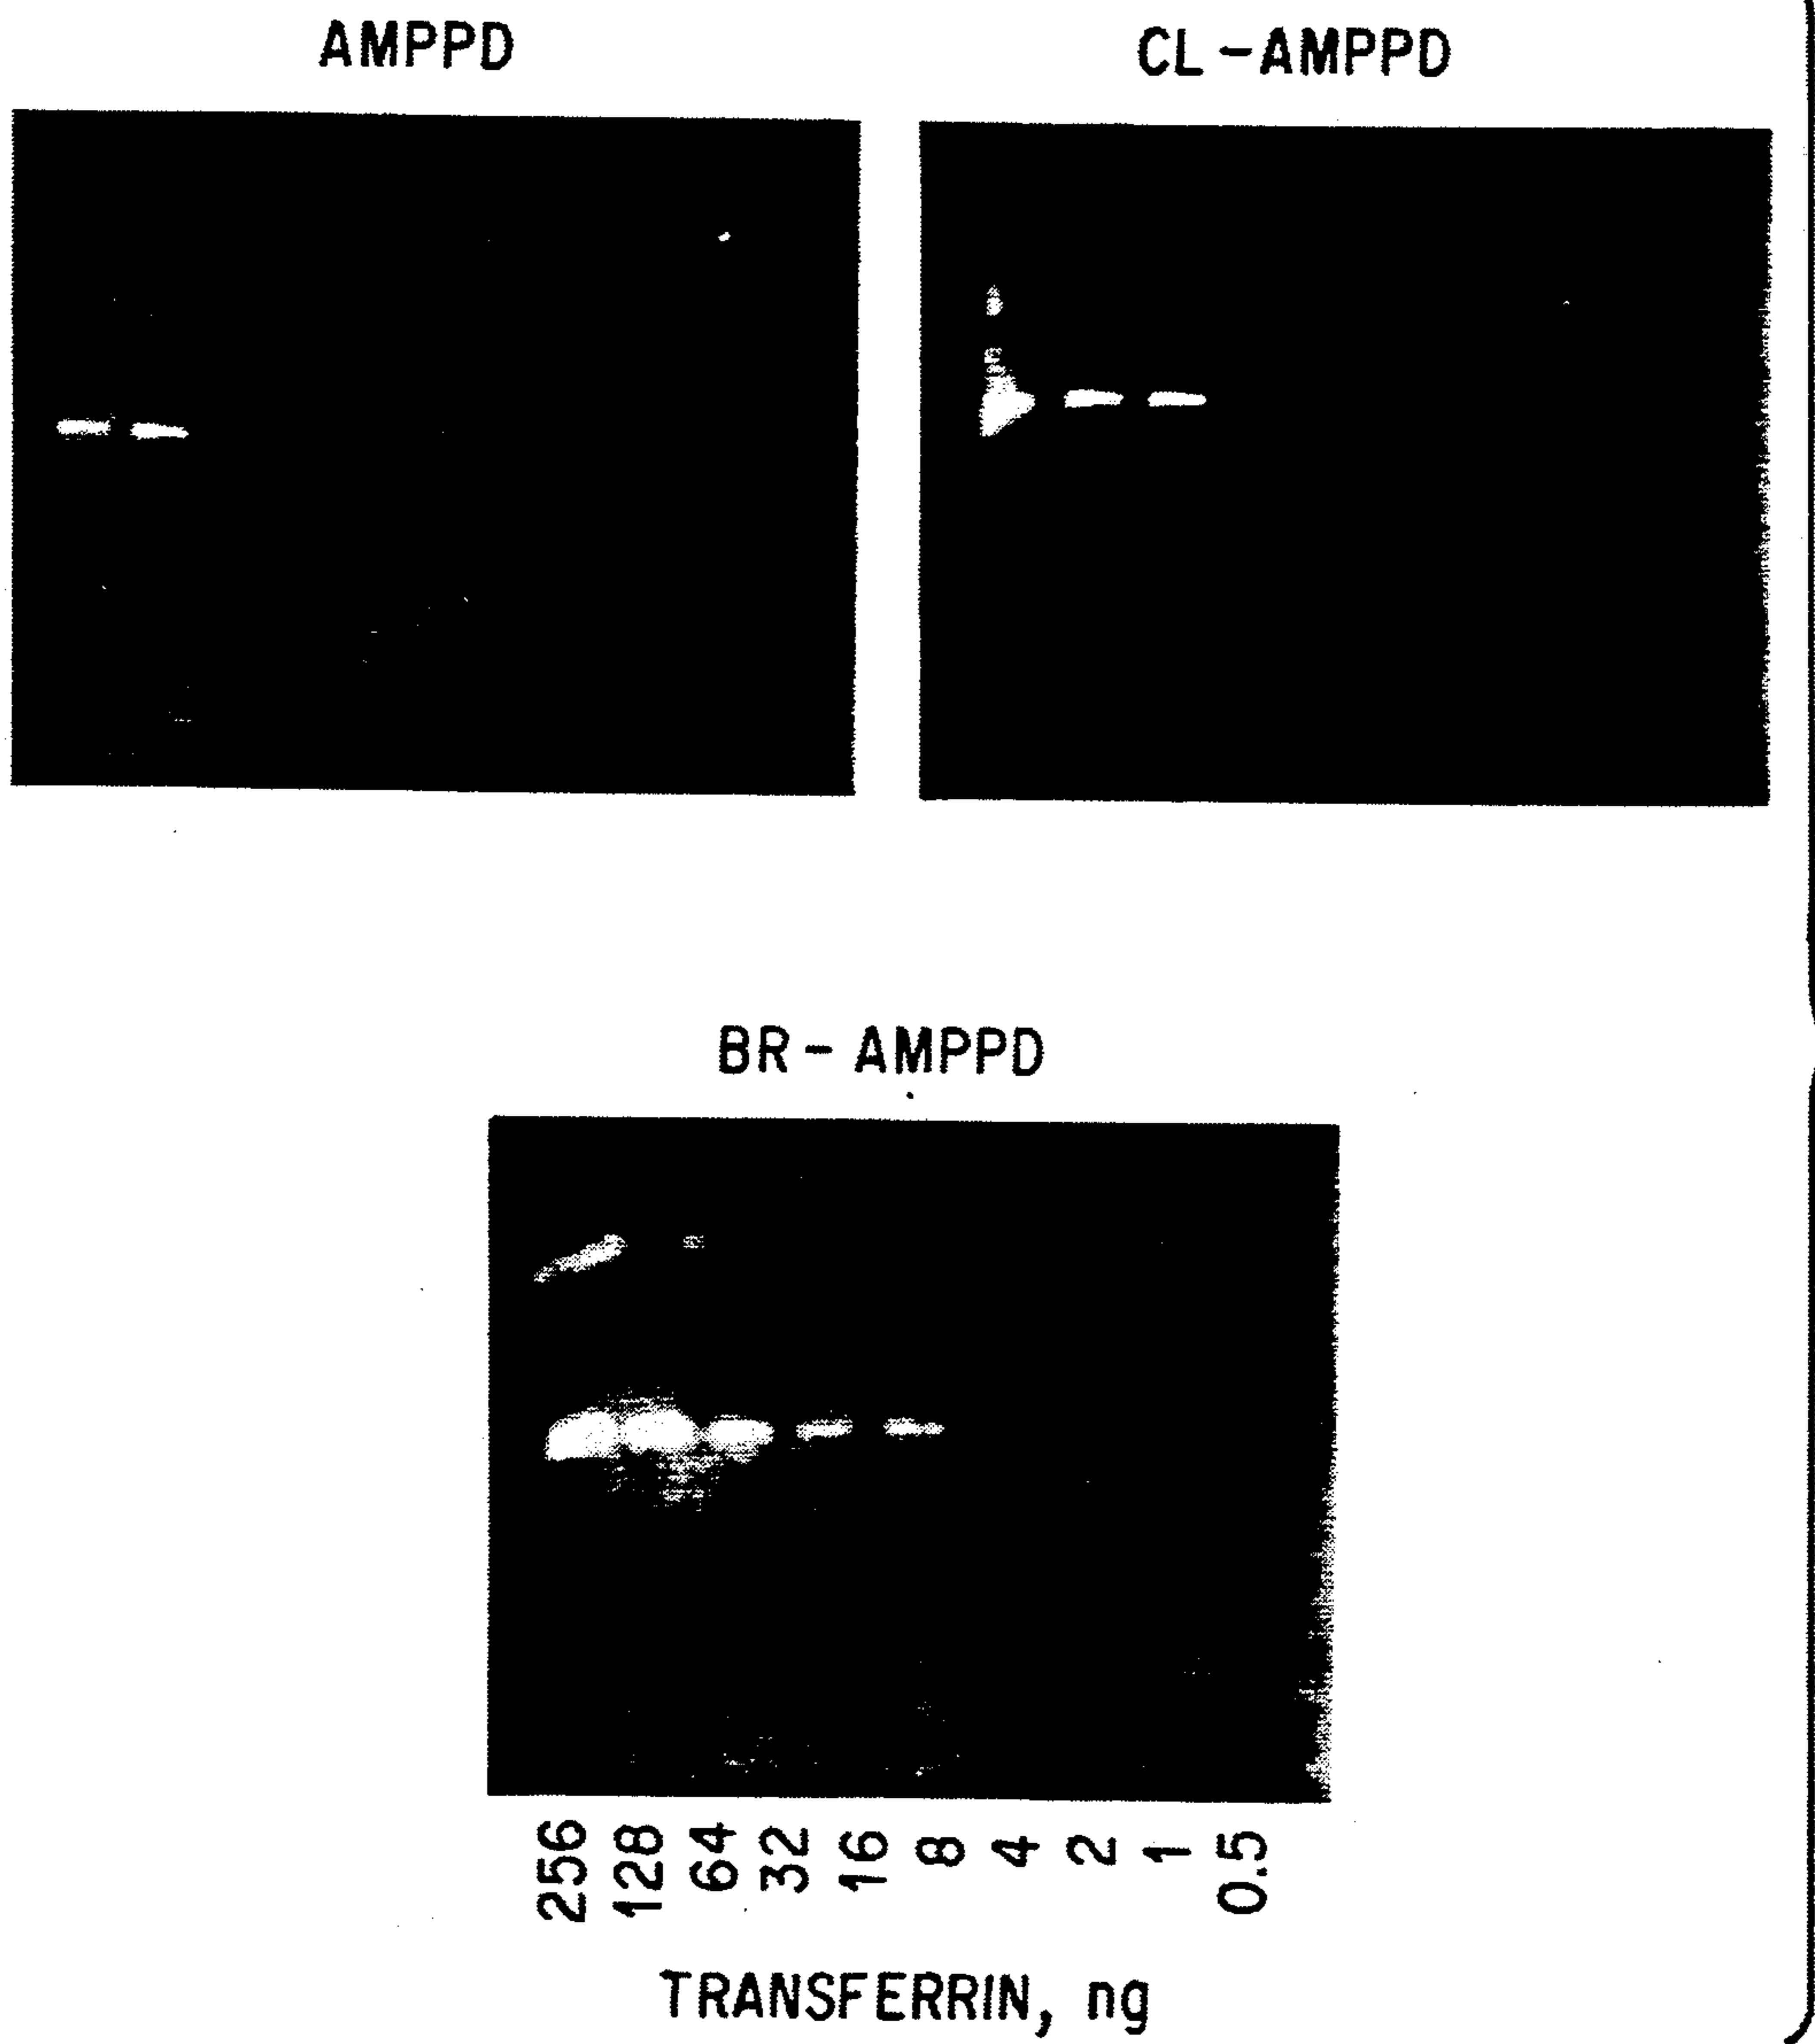 AMPPD
CL-AMPPD
BR-AMPPD
256 128 64 32 16 8 4 2 1 0.5
TRANSFERRIN, ng